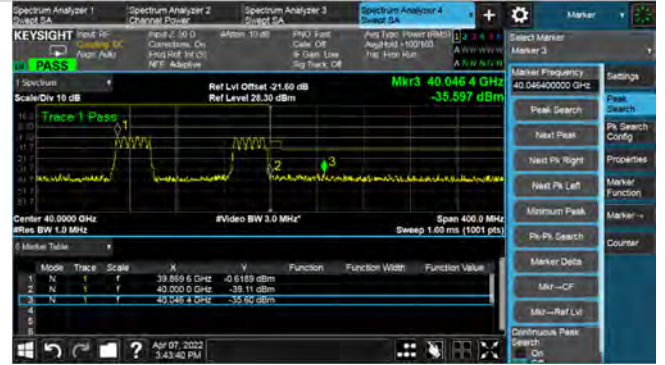 Spectrum Analyzer 1
Swept SA
Spectrum Analyzer 2
Channel Power
Spectrum Analyzer 3
Swept SA
Spectrum Analyzer 4
Swept SA
+
Marker
KEYSIGHT Input: RF
Coupling: DC
Align: Auto
Input Z: 50 Ω
Corrections: On
Freq Ref: Int (S)
NFE: Adaptive
#Atten: 10 dB
PNO: Fast
Gate: Off
IF Gain: Low
Sig Track: Off
Avg Type: Power (RMS)
Avg|Hold: >100/100
Trig: Free Run
1 2 3 4 5 6
A W W W W W
A N N N N N
PASS
Select Marker
Marker 3
1 Spectrum
Scale/Div 10 dB
Ref Lvl Offset -21.60 dB
Ref Level 28.30 dBm
Mkr3 40.046 4 GHz
-35.597 dBm
Trace 1 Pass
1
2
3
Center 40.0000 GHz
#Res BW 1.0 MHz
#Video BW 3.0 MHz*
Span 400.0 MHz
Sweep 1.00 ms (1001 pts)
Marker Table
Mode Trace Scale X Y Function Function Width Function Value
1 N 1 f 39.869 6 GHz -0.6189 dBm
2 N 1 f 40.000 0 GHz -39.11 dBm
3 N 1 f 40.046 4 GHz -35.60 dBm
4
5
6
Apr 07, 2022
3:43:40 PM
Marker Frequency
40.046400000 GHz
Peak Search
Next Peak
Next Pk Right
Next Pk Left
Minimum Peak
Pk-Pk Search
Marker Delta
Mkr→CF
Mkr→Ref Lvl
Continuous Peak
Search
On
Off
Settings
Peak
Search
Pk Search
Config
Properties
Marker
Function
Marker→
Counter